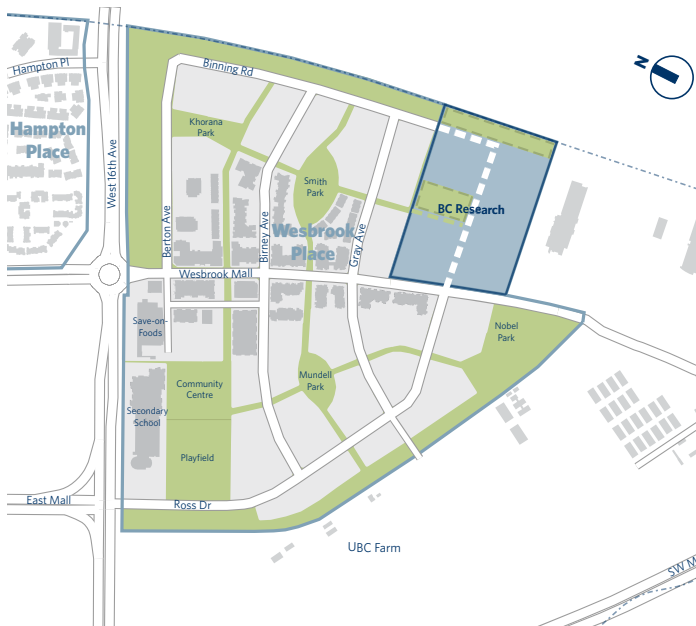 N
Hampton Pl
Binning Rd
Hampton
Place
Khorana
Park
West 16th Ave
Smith
Park
BC Research
Berton Ave
Birney Ave
Wesbrook
Place
Gray Ave
Wesbrook Mall
Save-on-
Foods
Nobel
Park
Community
Centre
Mundell
Park
Secondary
School
Playfield
East Mall
Ross Dr
UBC Farm
SW M